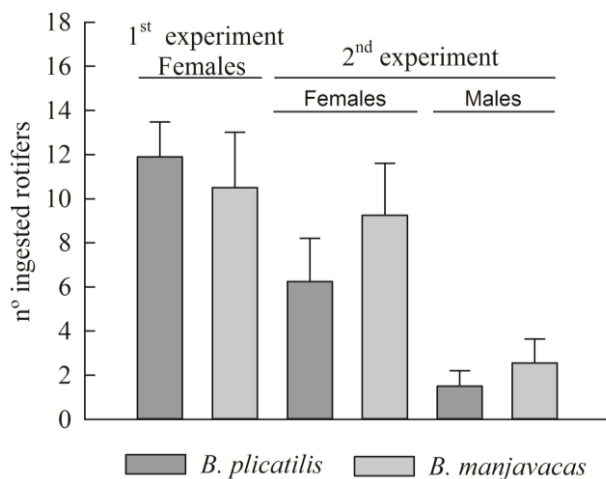 1st experiment
Females
2nd experiment
Females
Males
18
16
14
12
10
8
6
4
2
0
nº ingested rotifers
B. plicatilis
B. manjavacas